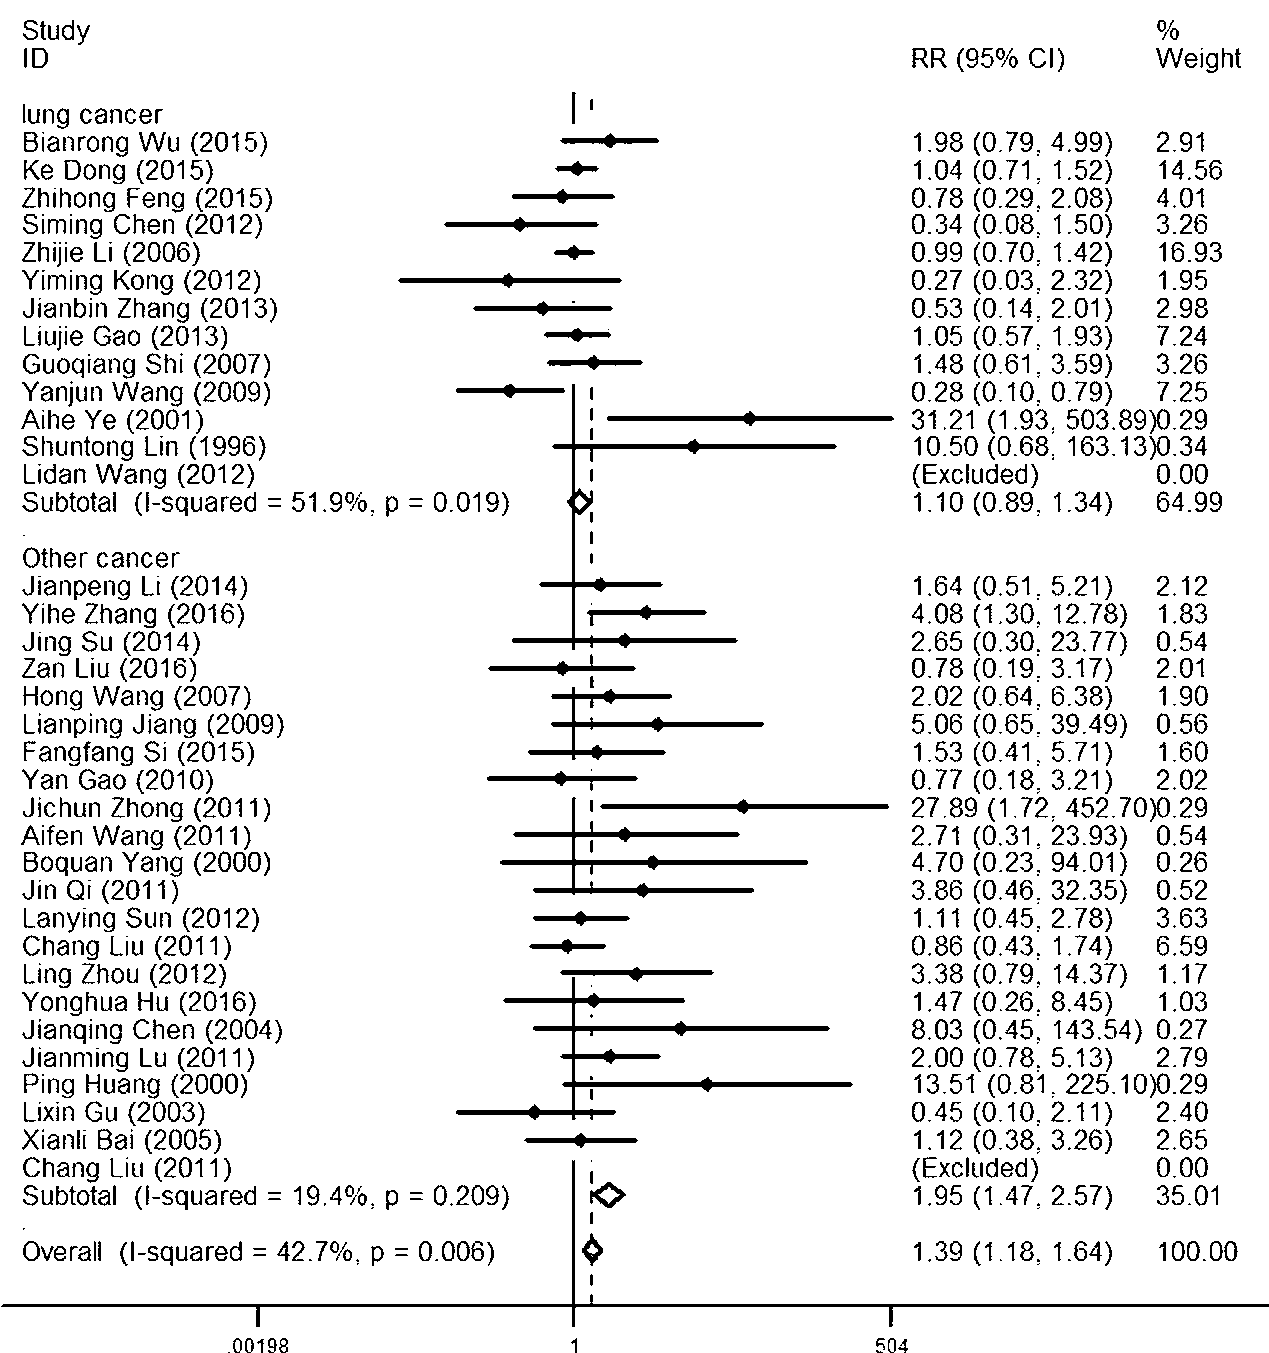 Study %
ID RR (95% CI) Weight
lung cancer
Bianrong Wu (2015) 1.98 (0.79, 4.99) 2.91
Ke Dong (2015) 1.04 (0.71, 1.52) 14.56
Zhihong Feng (2015) 0.78 (0.29, 2.08) 4.01
Siming Chen (2012) 0.34 (0.08, 1.50) 3.26
Zhijie Li (2006) 0.99 (0.70, 1.42) 16.93
Yiming Kong (2012) 0.27 (0.03, 2.32) 1.95
Jianbin Zhang (2013) 0.53 (0.14, 2.01) 2.98
Liujie Gao (2013) 1.05 (0.57, 1.93) 7.24
Guoqiang Shi (2007) 1.48 (0.61, 3.59) 3.26
Yanjun Wang (2009) 0.28 (0.10, 0.79) 7.25
Aihe Ye (2001) 31.21 (1.93, 503.89) 0.29
Shuntong Lin (1996) 10.50 (0.68, 163.13) 0.34
Lidan Wang (2012) (Excluded) 0.00
Subtotal (I-squared = 51.9%, p = 0.019) 1.10 (0.89, 1.34) 64.99
.
Other cancer
Jianpeng Li (2014) 1.64 (0.51, 5.21) 2.12
Yihe Zhang (2016) 4.08 (1.30, 12.78) 1.83
Jing Su (2014) 2.65 (0.30, 23.77) 0.54
Zan Liu (2016) 0.78 (0.19, 3.17) 2.01
Hong Wang (2007) 2.02 (0.64, 6.38) 1.90
Lianping Jiang (2009) 5.06 (0.65, 39.49) 0.56
Fangfang Si (2015) 1.53 (0.41, 5.71) 1.60
Yan Gao (2010) 0.77 (0.18, 3.21) 2.02
Jichun Zhong (2011) 27.89 (1.72, 452.70) 0.29
Aifen Wang (2011) 2.71 (0.31, 23.93) 0.54
Boquan Yang (2000) 4.70 (0.23, 94.01) 0.26
Jin Qi (2011) 3.86 (0.46, 32.35) 0.52
Lanying Sun (2012) 1.11 (0.45, 2.78) 3.63
Chang Liu (2011) 0.86 (0.43, 1.74) 6.59
Ling Zhou (2012) 3.38 (0.79, 14.37) 1.17
Yonghua Hu (2016) 1.47 (0.26, 8.45) 1.03
Jianqing Chen (2004) 8.03 (0.45, 143.54) 0.27
Jianming Lu (2011) 2.00 (0.78, 5.13) 2.79
Ping Huang (2000) 13.51 (0.81, 225.10) 0.29
Lixin Gu (2003) 0.45 (0.10, 2.11) 2.40
Xianli Bai (2005) 1.12 (0.38, 3.26) 2.65
Chang Liu (2011) (Excluded) 0.00
Subtotal (I-squared = 19.4%, p = 0.209) 1.95 (1.47, 2.57) 35.01
.
Overall (I-squared = 42.7%, p = 0.006) 1.39 (1.18, 1.64) 100.00
.00198 1 504